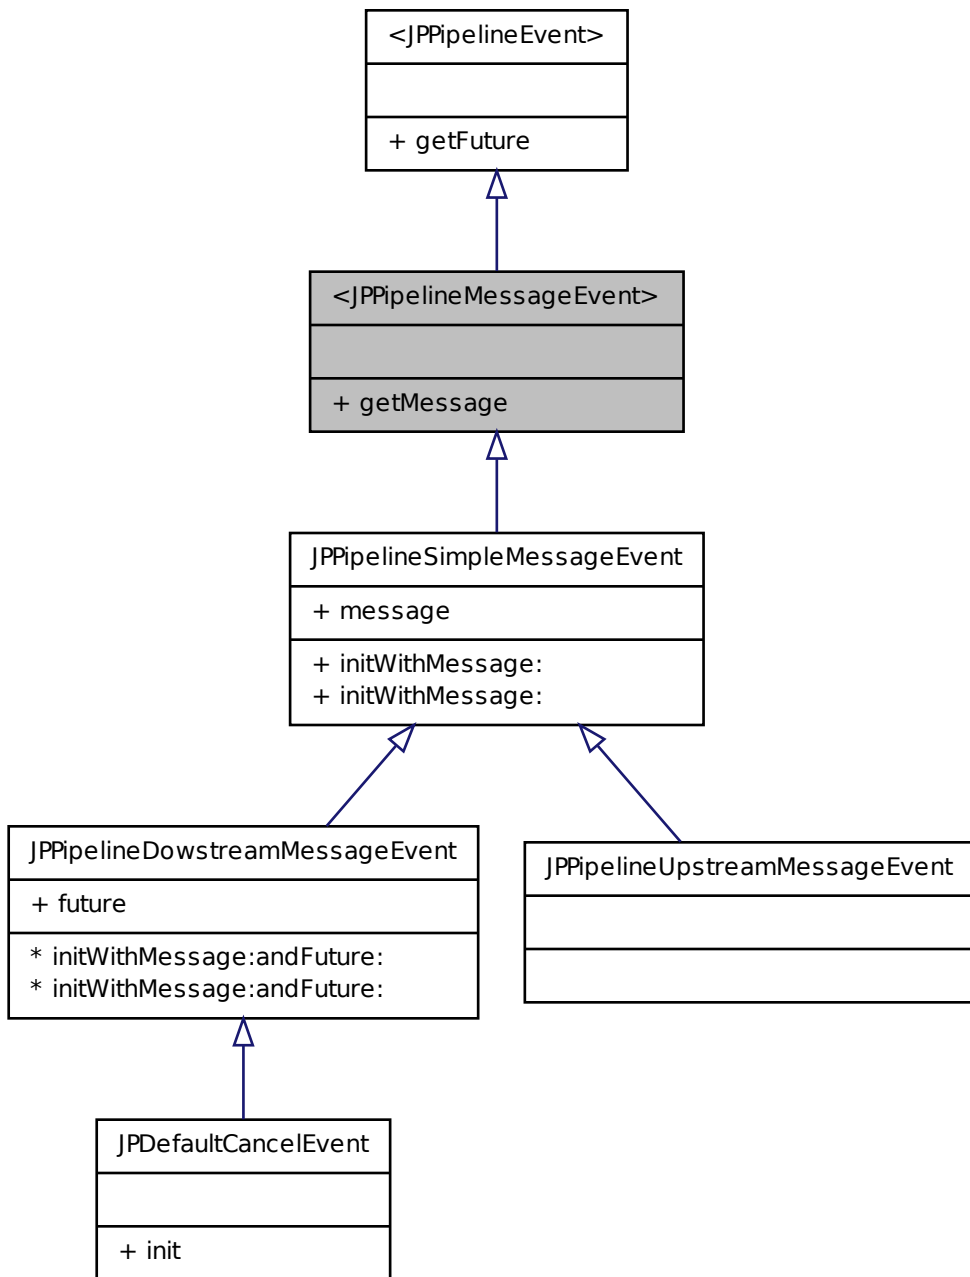 <JPPipelineEvent>
+ getFuture
<JPPipelineMessageEvent>
+ getMessage
JPPipelineSimpleMessageEvent
+ message
+ initWithMessage:
+ initWithMessage:
JPPipelineDowstreamMessageEvent
+ future
* initWithMessage:andFuture:
* initWithMessage:andFuture:
JPPipelineUpstreamMessageEvent
JPDefaultCancelEvent
+ init